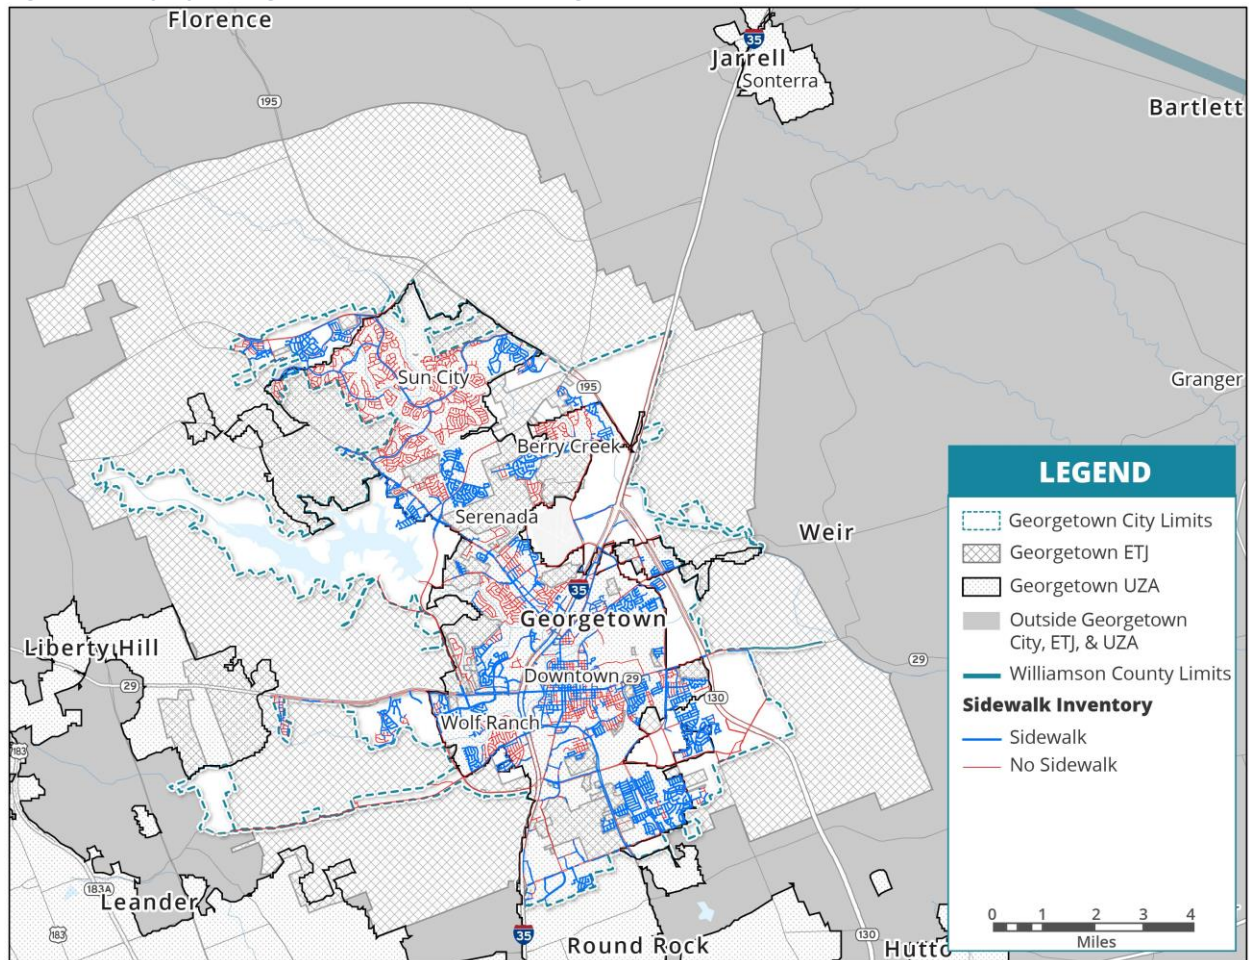 Florence
35
Jarrell
Sonterra
195
Bartlett
Granger
Sun City
195
Berry Creek
Serenada
Weir
35
Georgetown
Liberty Hill
29
29
Downtown
29
130
Wolf Ranch
183
183A
Leander
183
35
Round Rock
130
Hutto
LEGEND
Georgetown City Limits
Georgetown ETJ
Georgetown UZA
Outside Georgetown
City, ETJ, & UZA
Williamson County Limits
Sidewalk Inventory
Sidewalk
No Sidewalk
0 1 2 3 4
Miles